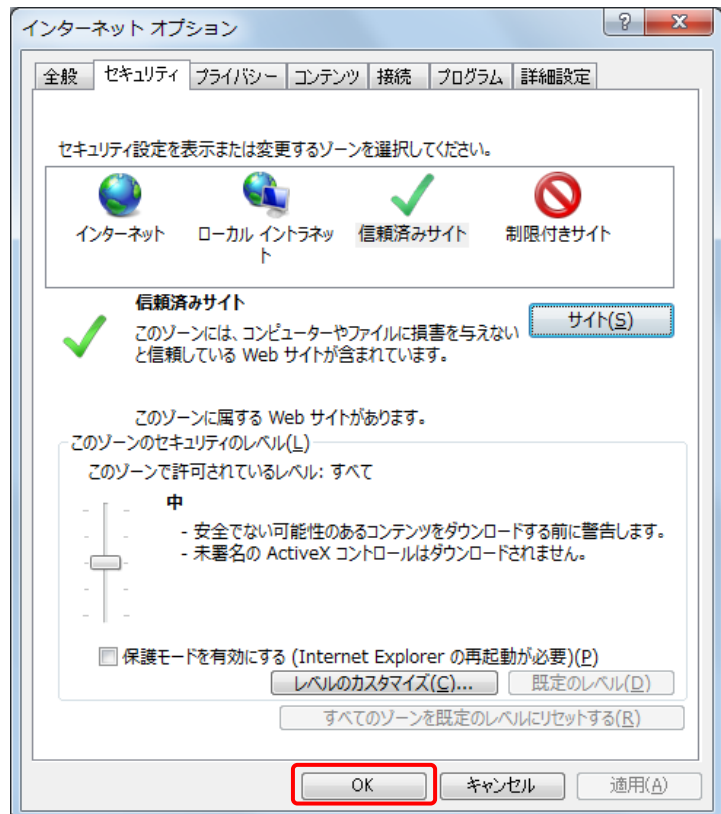 インターネット オプション
?
全般 セキュリティ プライバシー コンテンツ 接続 プログラム 詳細設定
セキュリティ設定を表示または変更するゾーンを選択してください。
インターネット ローカル イントラネッ 信頼済みサイト 制限付きサイト
ト
信頼済みサイト
サイト(S)
このゾーンには、コンピューターやファイルに損害を与えない
と信頼している Web サイトが含まれています。
このゾーンに属する Web サイトがあります。
このゾーンのセキュリティのレベル(L)
このゾーンで許可されているレベル: すべて
中
- 安全でない可能性のあるコンテンツをダウンロードする前に警告します。
- 未署名の ActiveX コントロールはダウンロードされません。
保護モードを有効にする (Internet Explorer の再起動が必要)(P)
レベルのカスタマイズ(C)... 既定のレベル(D)
すべてのゾーンを既定のレベルにリセットする(R)
OK キャンセル 適用(A)